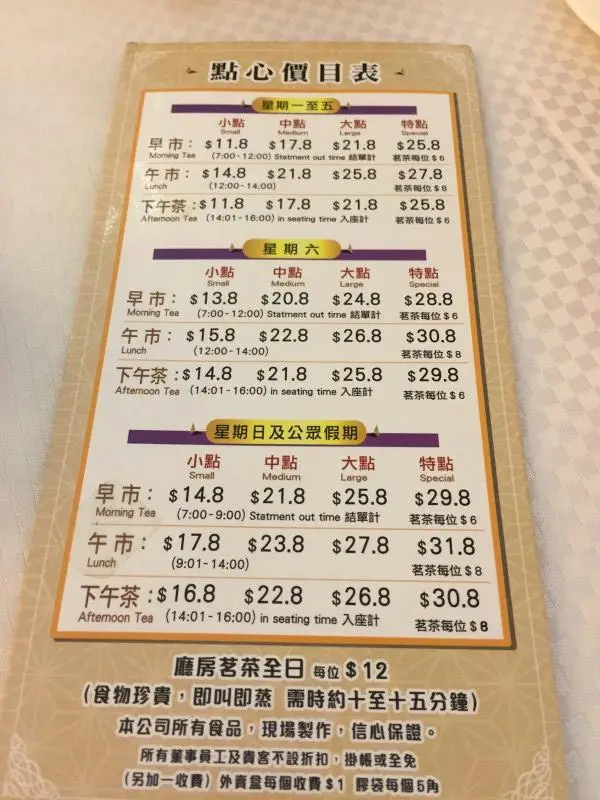 點心價目表
星期一至五
小點 中點 大點 特點
Small Medium Large Special
早市： $11.8 $17.8 $21.8 $25.8
Morning Tea (7:00-12:00) Statment out time 結單計 茗茶每位 $6
午市： $14.8 $21.8 $25.8 $27.8
Lunch (12:00-14:00) 茗茶每位 $8
下午茶：$11.8 $17.8 $21.8 $25.8
Afternoon Tea (14:01-16:00) in seating time 入座計 茗茶每位 $6
星期六
小點 中點 大點 特點
Small Medium Large Special
早市： $13.8 $20.8 $24.8 $28.8
Morning Tea (7:00-12:00) Statment out time 結單計 茗茶每位 $6
午市： $15.8 $22.8 $26.8 $30.8
Lunch (12:00-14:00) 茗茶每位 $8
下午茶：$14.8 $21.8 $25.8 $29.8
Afternoon Tea (14:01-16:00) in seating time 入座計 茗茶每位 $6
星期日及公眾假期
小點 中點 大點 特點
Small Medium Large Special
早市： $14.8 $21.8 $25.8 $29.8
Morning Tea (7:00-9:00) Statment out time 結單計 茗茶每位 $6
午市： $17.8 $23.8 $27.8 $31.8
Lunch (9:01-14:00) 茗茶每位 $8
下午茶：$16.8 $22.8 $26.8 $30.8
Afternoon Tea (14:01-16:00) in seating time 入座計 茗茶每位 $8
廳房茗茶全日 每位 $12
(食物珍貴，即叫即蒸 需時約十至十五分鐘)
本公司所有食品，現場製作，信心保證。
所有董事員工及貴客不設折扣，掛帳或全免
(另加一收費) 外賣盒每個收費 $1 膠袋每個5角